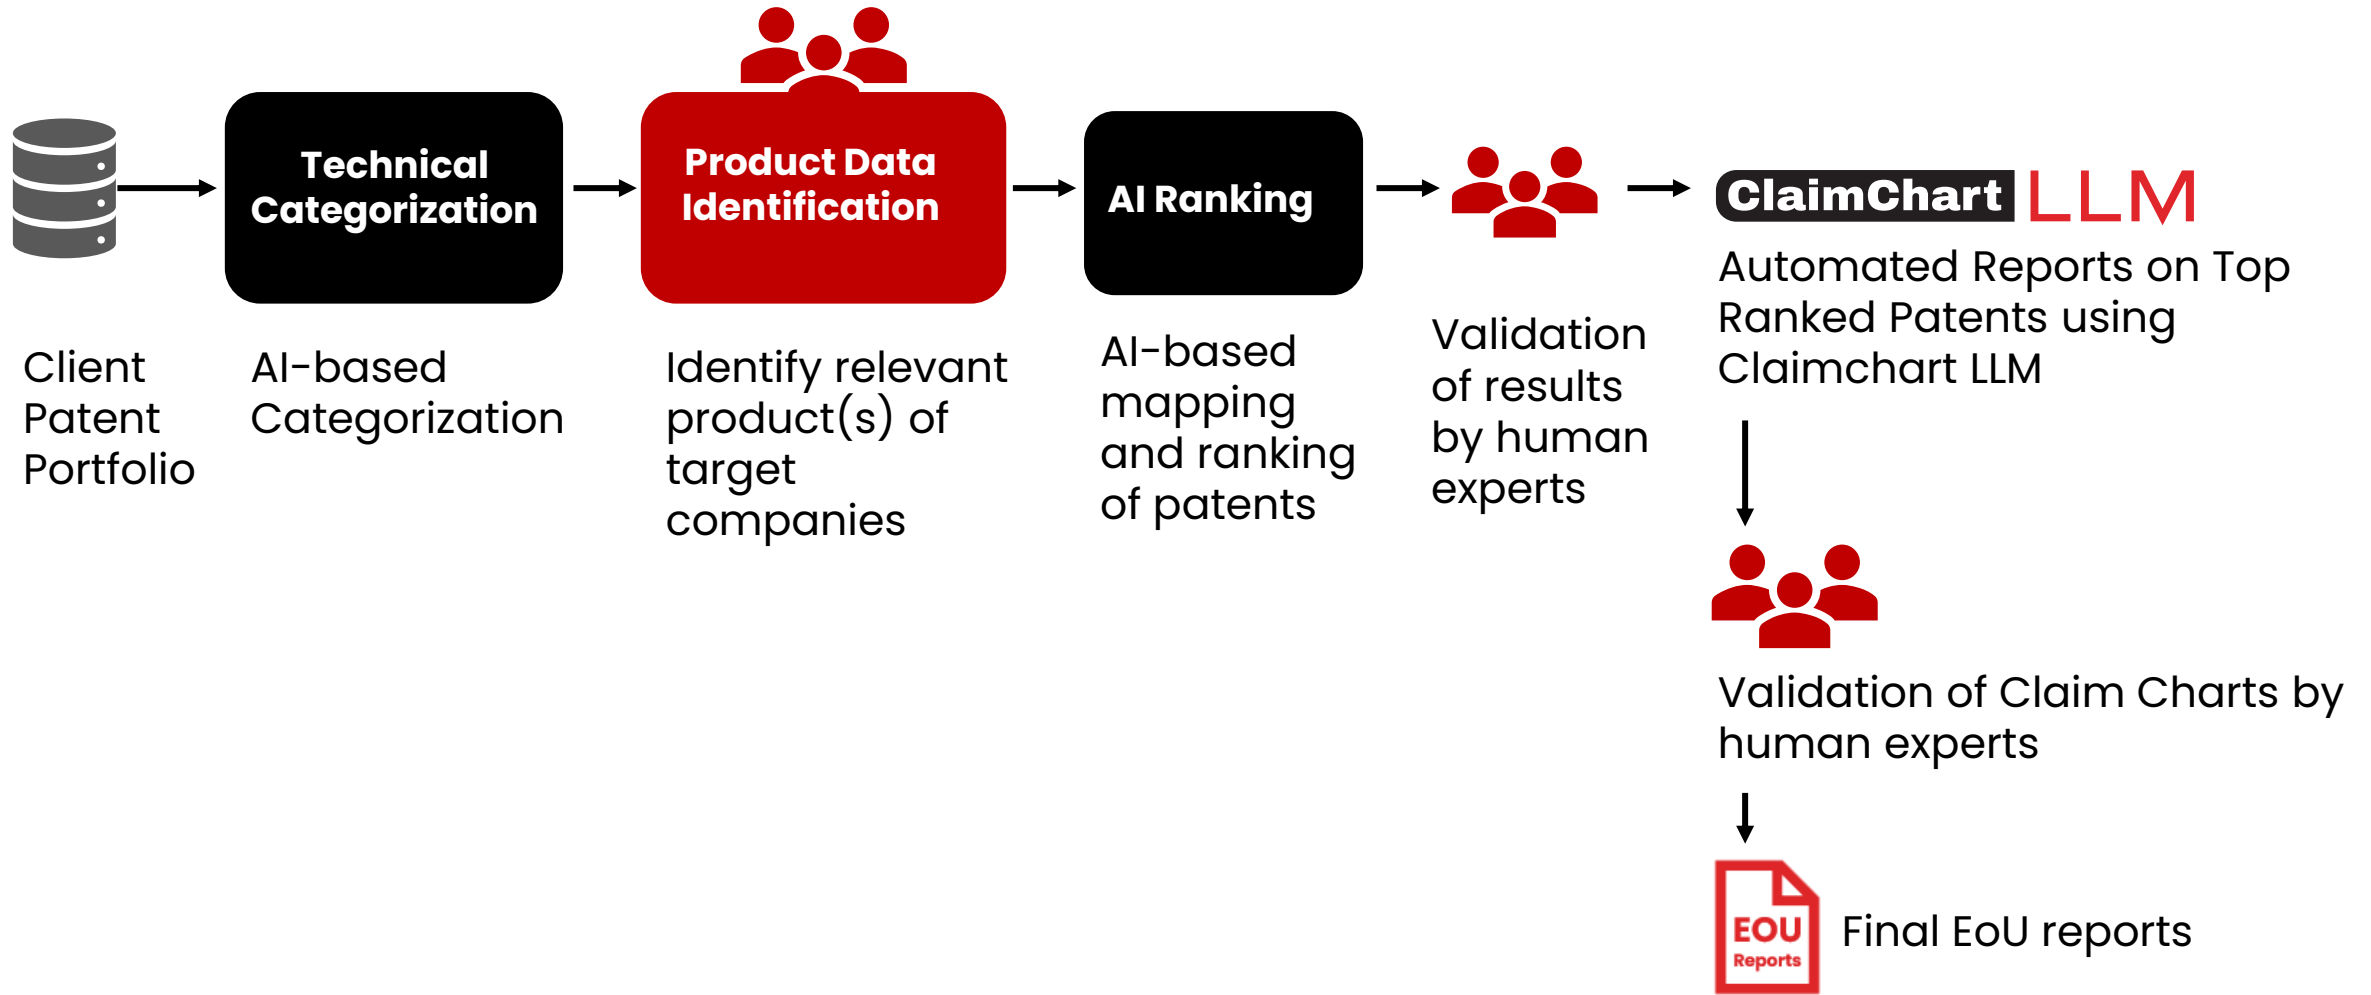 Technical
Categorization
Product Data
Identification
AI Ranking
ClaimChart LLM
Client
Patent
Portfolio
AI-based
Categorization
Identify relevant
product(s) of
target
companies
AI-based
mapping
and ranking
of patents
Validation
of results
by human
experts
Automated Reports on Top
Ranked Patents using
Claimchart LLM
Validation of Claim Charts by
human experts
EOU
Reports
Final EoU reports